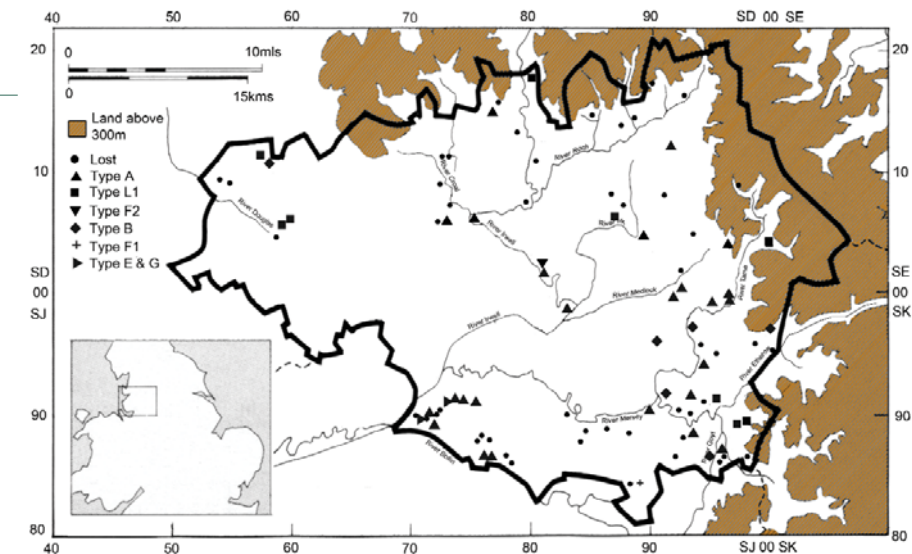 40 50 60 70 80 90 SD 00 SE
20 20
0 10mls
0 15kms
Land above
300m
Lost
Type A
Type L1
Type F2
Type B
Type F1
Type E & G
10 10
River Roch
River Croal
River Douglas
River Irwell
River Irk
River Tame
SD SE
00 00
SJ SK
River Medlock
River Irwell
River Etherow
90 90
River Mersey
River Goyt
River Bollin
80 80
40 50 60 70 80 90 SJ 00 SK